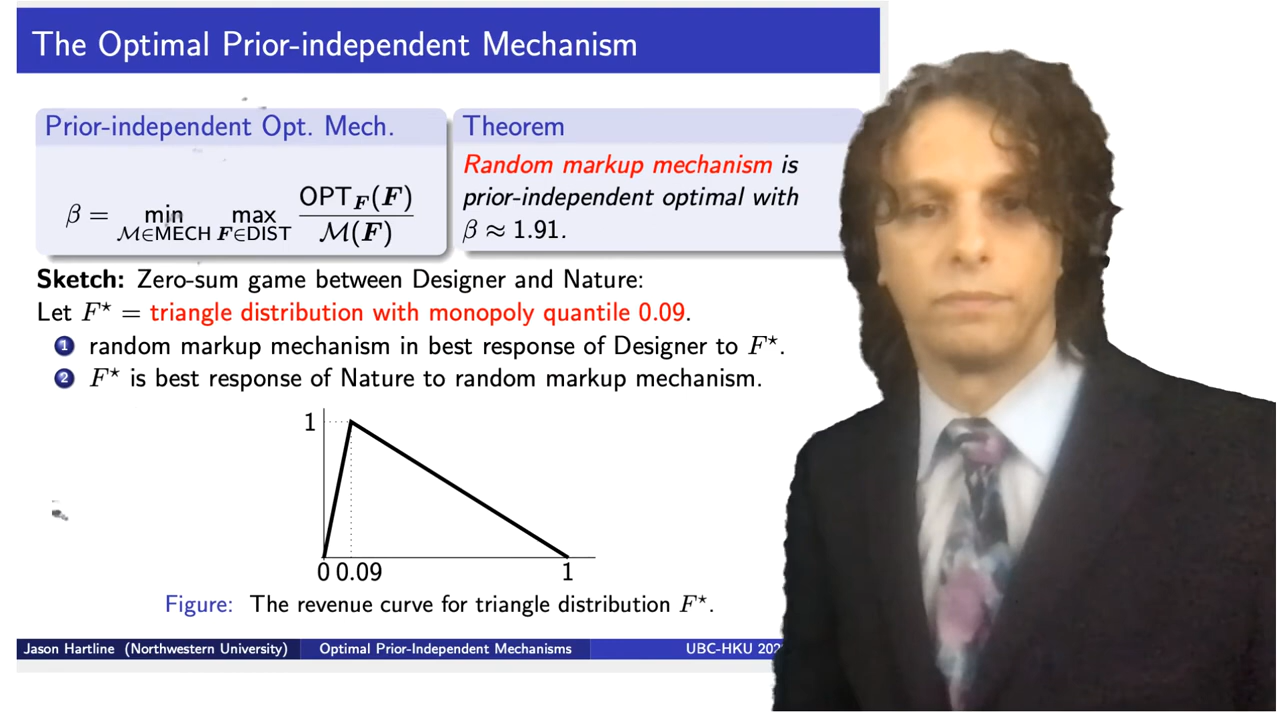 The Optimal Prior-independent Mechanism
Prior-independent Opt. Mech.
β = min max OPT_F(F) / M(F)
M∈MECH F∈DIST
Theorem
Random markup mechanism is
prior-independent optimal with
β ≈ 1.91.
Sketch: Zero-sum game between Designer and Nature:
Let F⋆ = triangle distribution with monopoly quantile 0.09.
1 random markup mechanism in best response of Designer to F⋆.
2 F⋆ is best response of Nature to random markup mechanism.
1
0 0.09 1
Figure: The revenue curve for triangle distribution F⋆.
Jason Hartline (Northwestern University) Optimal Prior-Independent Mechanisms UBC-HKU